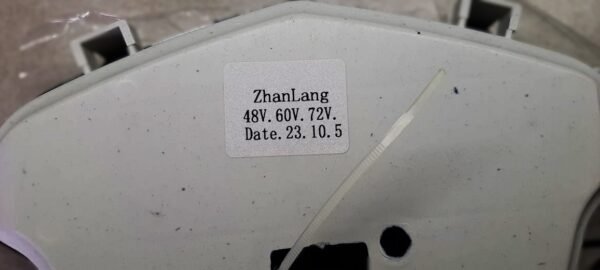 ZhanLang
48V. 60V. 72V.
Date. 23. 10. 5